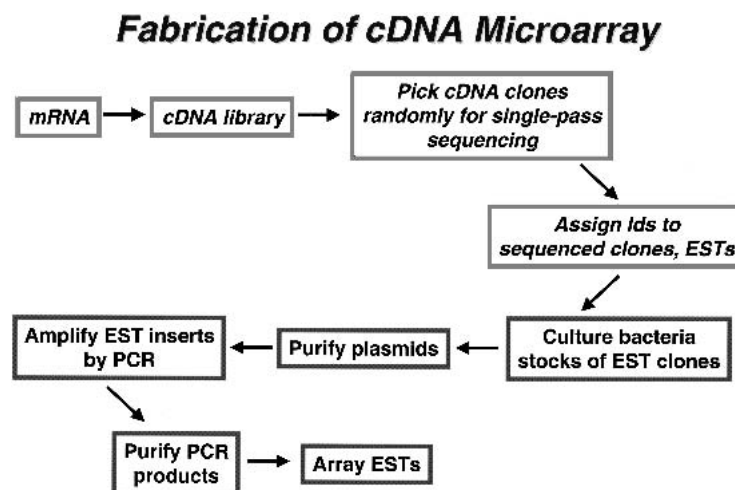 Fabrication of cDNA Microarray
mRNA
cDNA library
Pick cDNA clones
randomly for single-pass
sequencing
Assign Ids to
sequenced clones, ESTs
Culture bacteria
stocks of EST clones
Purify plasmids
Amplify EST inserts
by PCR
Purify PCR
products
Array ESTs